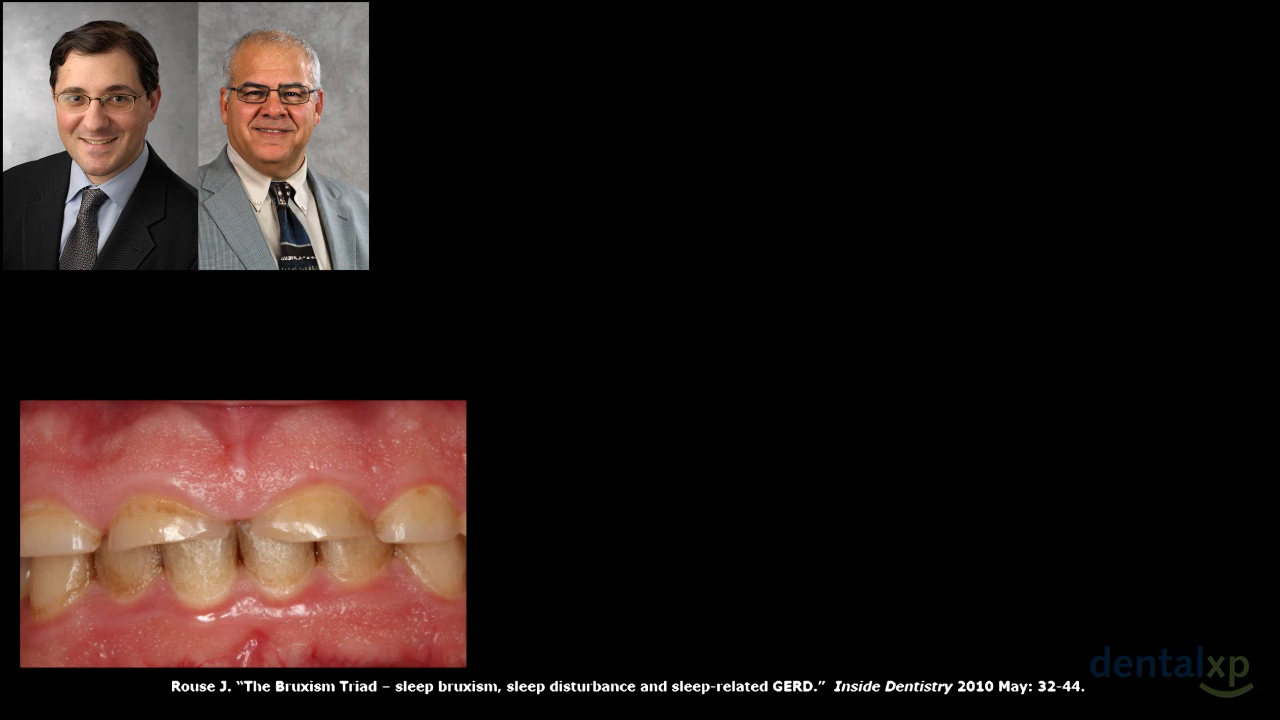 dentalxp
Rouse J. “The Bruxism Triad – sleep bruxism, sleep disturbance and sleep-related GERD.” Inside Dentistry 2010 May: 32-44.